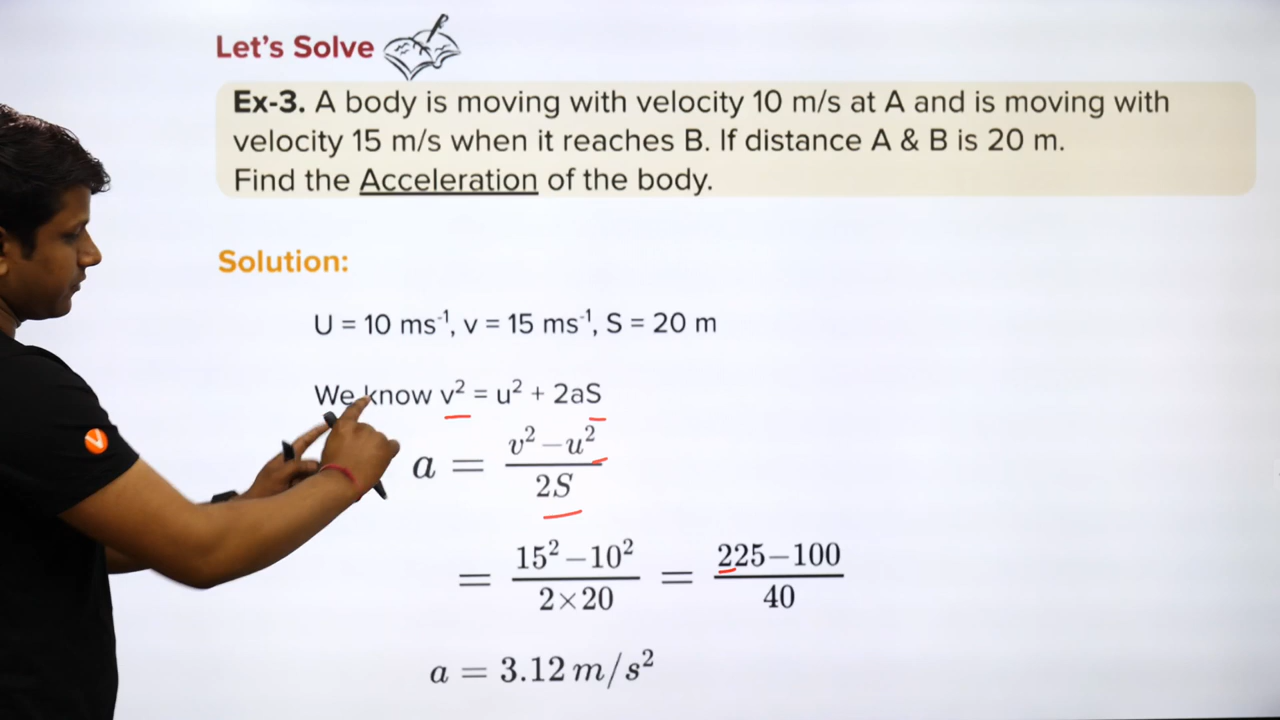 Let's Solve
Ex-3. A body is moving with velocity 10 m/s at A and is moving with
velocity 15 m/s when it reaches B. If distance A & B is 20 m.
Find the Acceleration of the body.
Solution:
U = 10 ms⁻¹, v = 15 ms⁻¹, S = 20 m
We know v² = u² + 2aS
a = (v² − u²) / 2S
= (15² − 10²) / (2×20) = (225−100) / 40
a = 3.12 m/s²